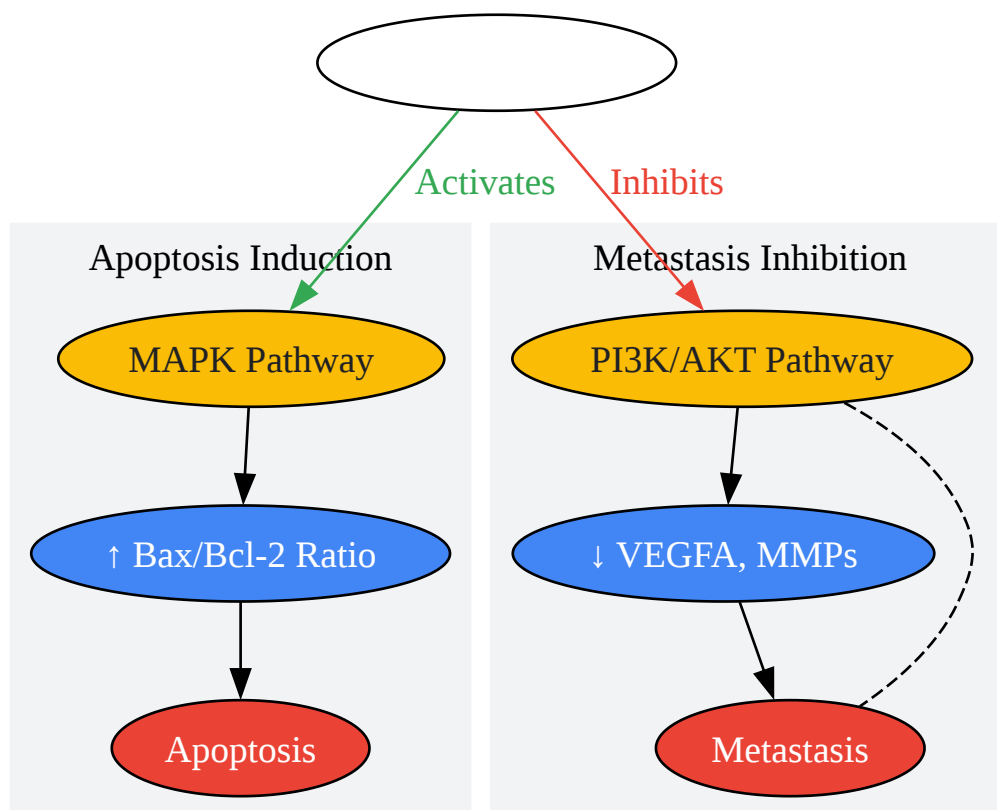 Activates
Inhibits
Apoptosis Induction
Metastasis Inhibition
MAPK Pathway
PI3K/AKT Pathway
↑ Bax/Bcl-2 Ratio
↓ VEGFA, MMPs
Apoptosis
Metastasis